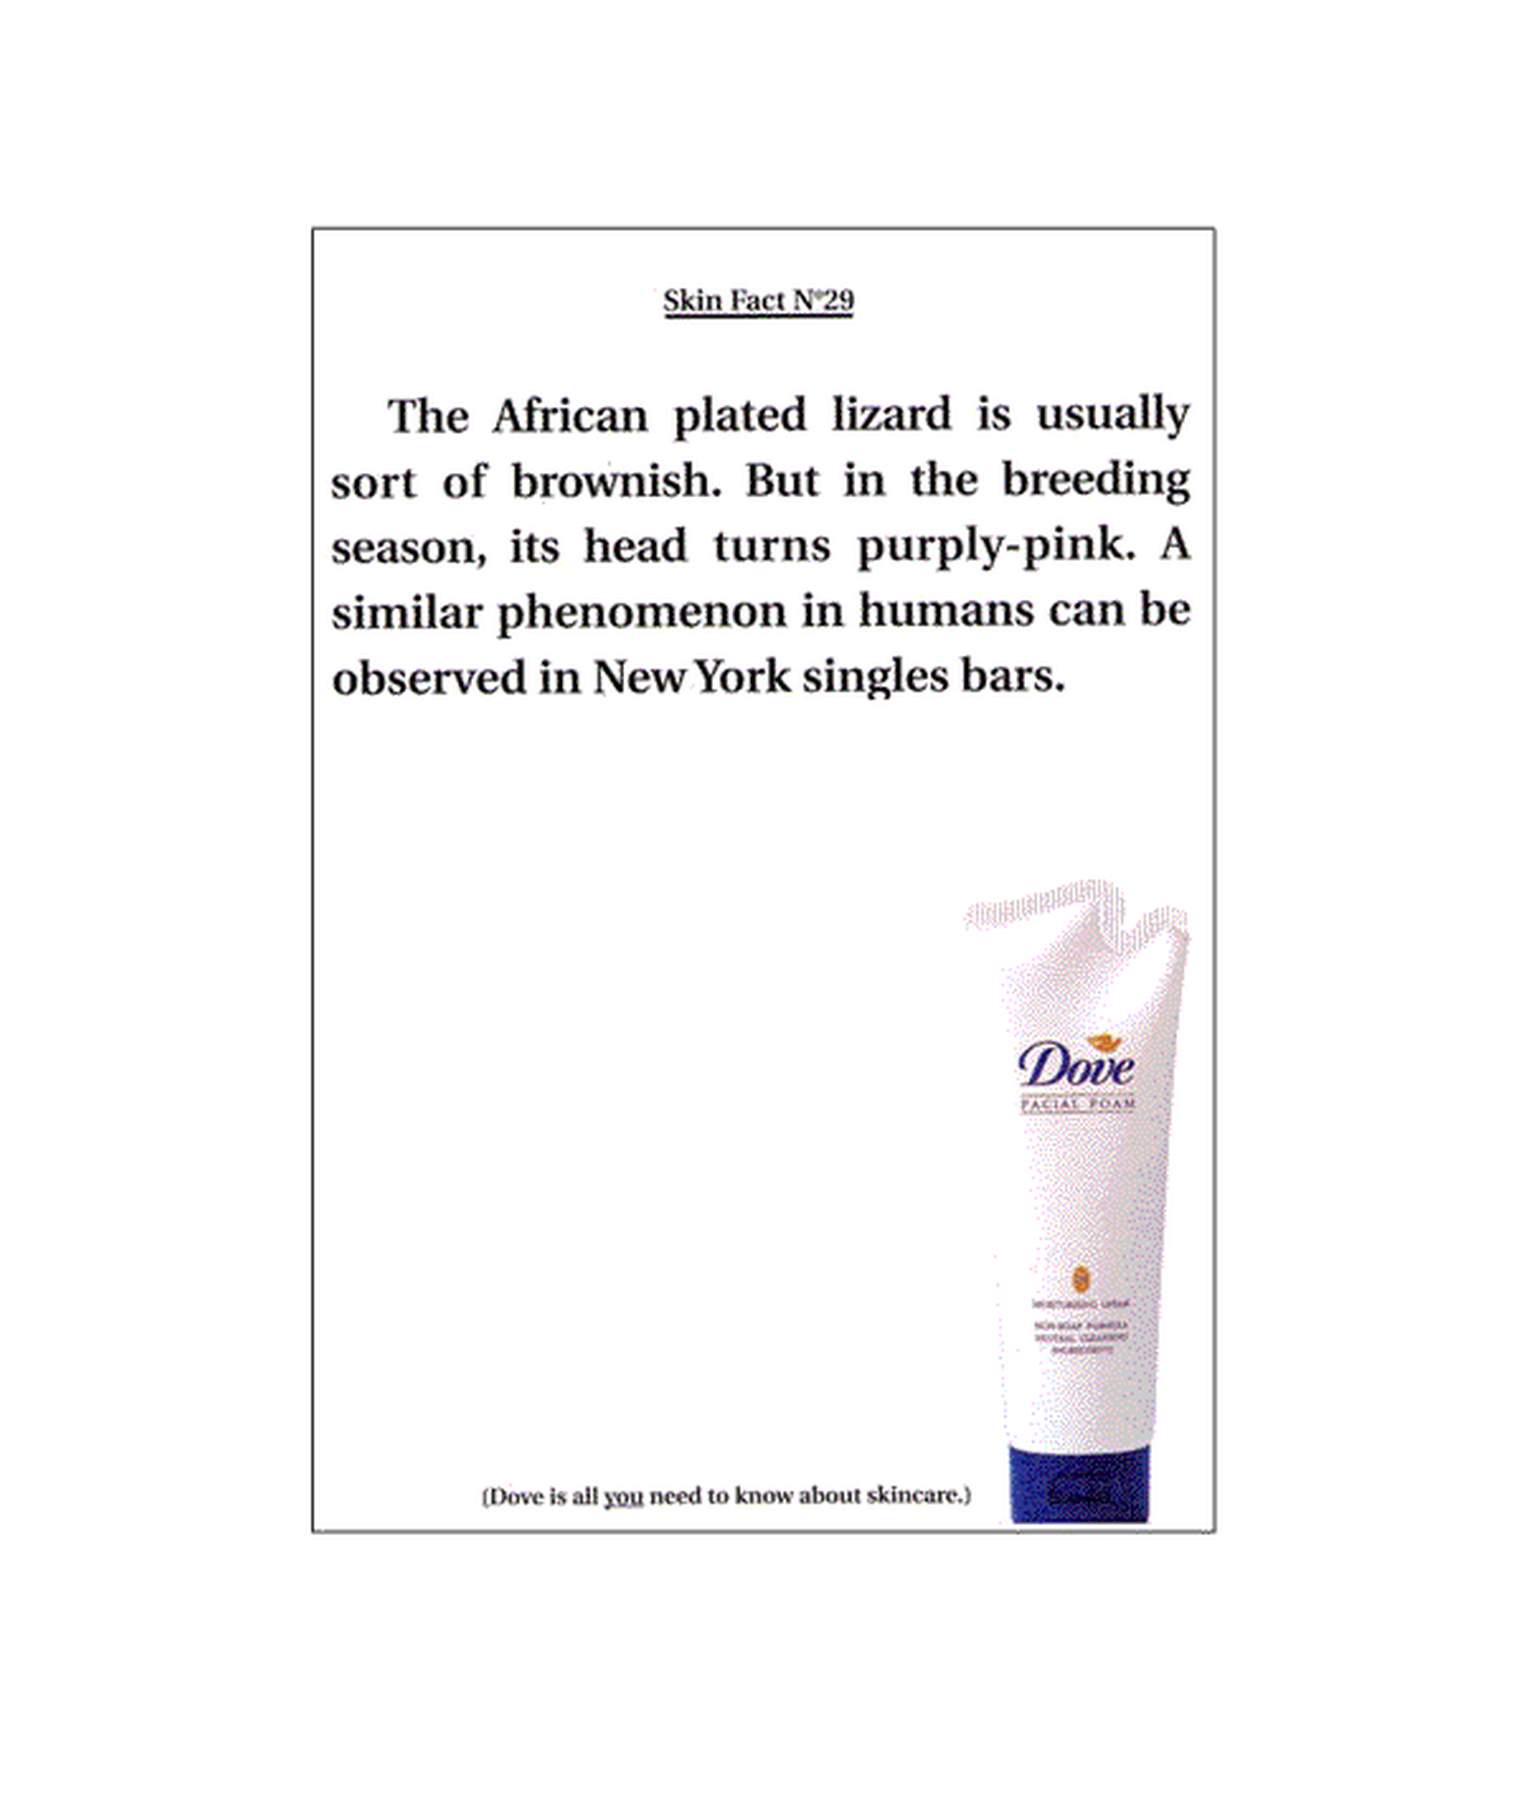 Skin Fact Nº29
The African plated lizard is usually
sort of brownish. But in the breeding
season, its head turns purply-pink. A
similar phenomenon in humans can be
observed in New York singles bars.
Dove
FACIAL FOAM
(Dove is all you need to know about skincare.)